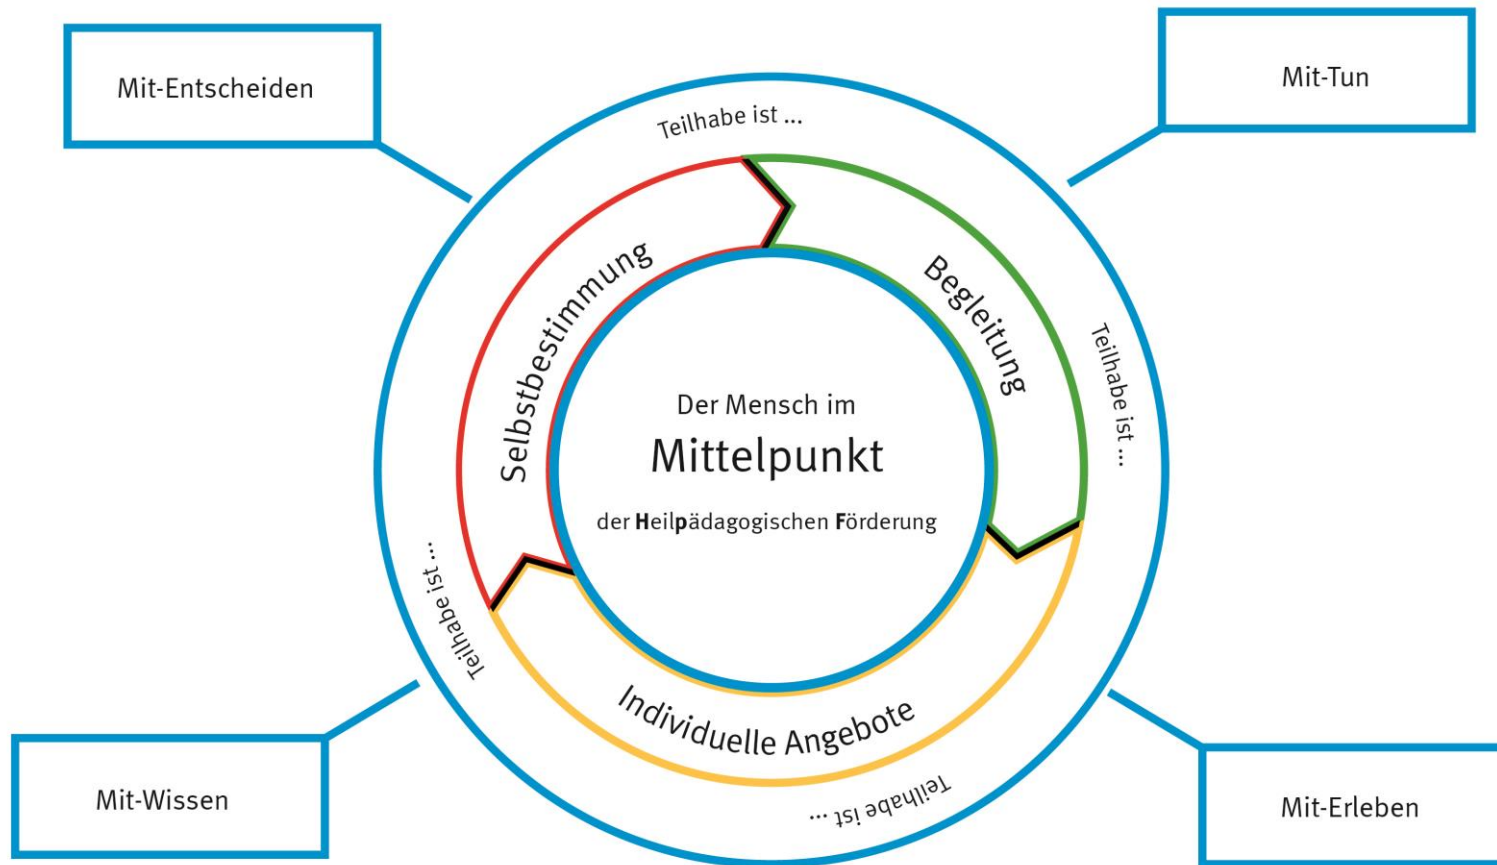 Mit-Entscheiden
Mit-Tun
Teilhabe ist ...
Selbstbestimmung
Begleitung
Teilhabe ist ...
Der Mensch im
Mittelpunkt
der Heilpädagogischen Förderung
Teilhabe ist ...
Individuelle Angebote
Teilhabe ist ...
Mit-Wissen
Mit-Erleben